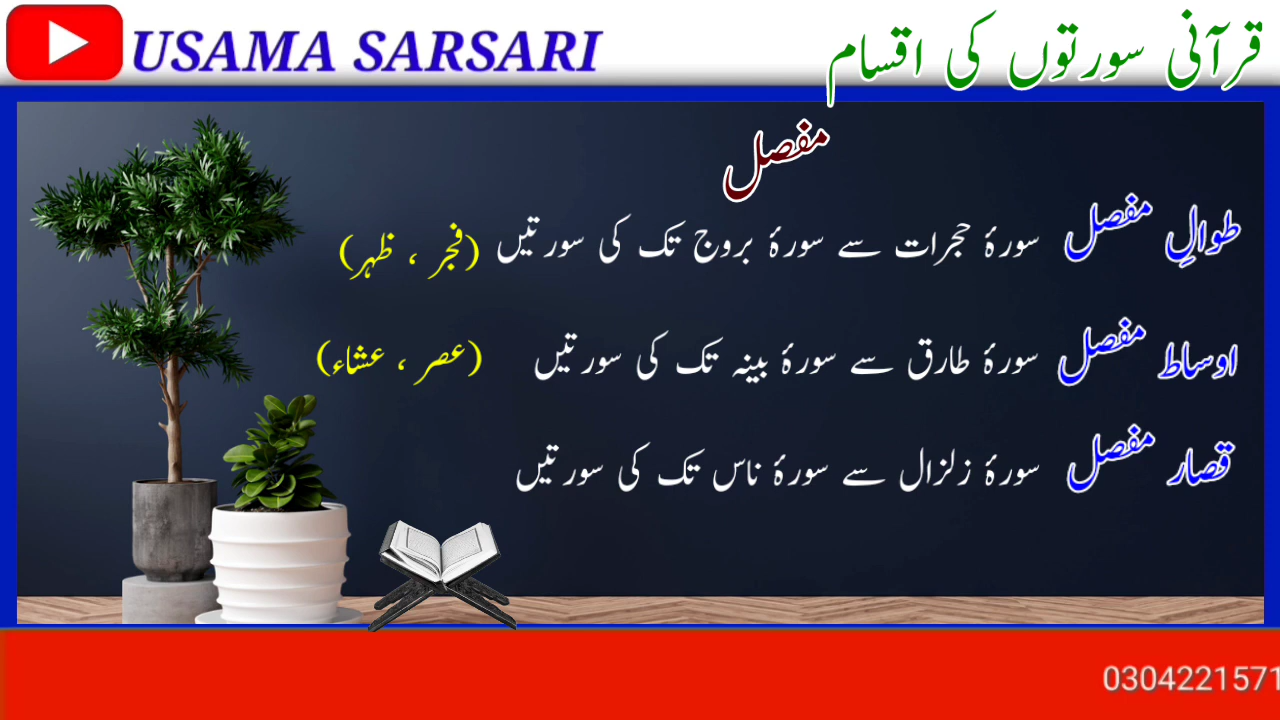 USAMA SARSARI
قرآنی سورتوں کی اقسام
مفصل
طوالِ مفصل سورۂ حجرات سے سورۂ بروج تک کی سورتیں (فجر ، ظہر)
اوساط مفصل سورۂ طارق سے سورۂ بینہ تک کی سورتیں (عصر ، عشاء)
قصار مفصل سورۂ زلزال سے سورۂ ناس تک کی سورتیں
0304221571